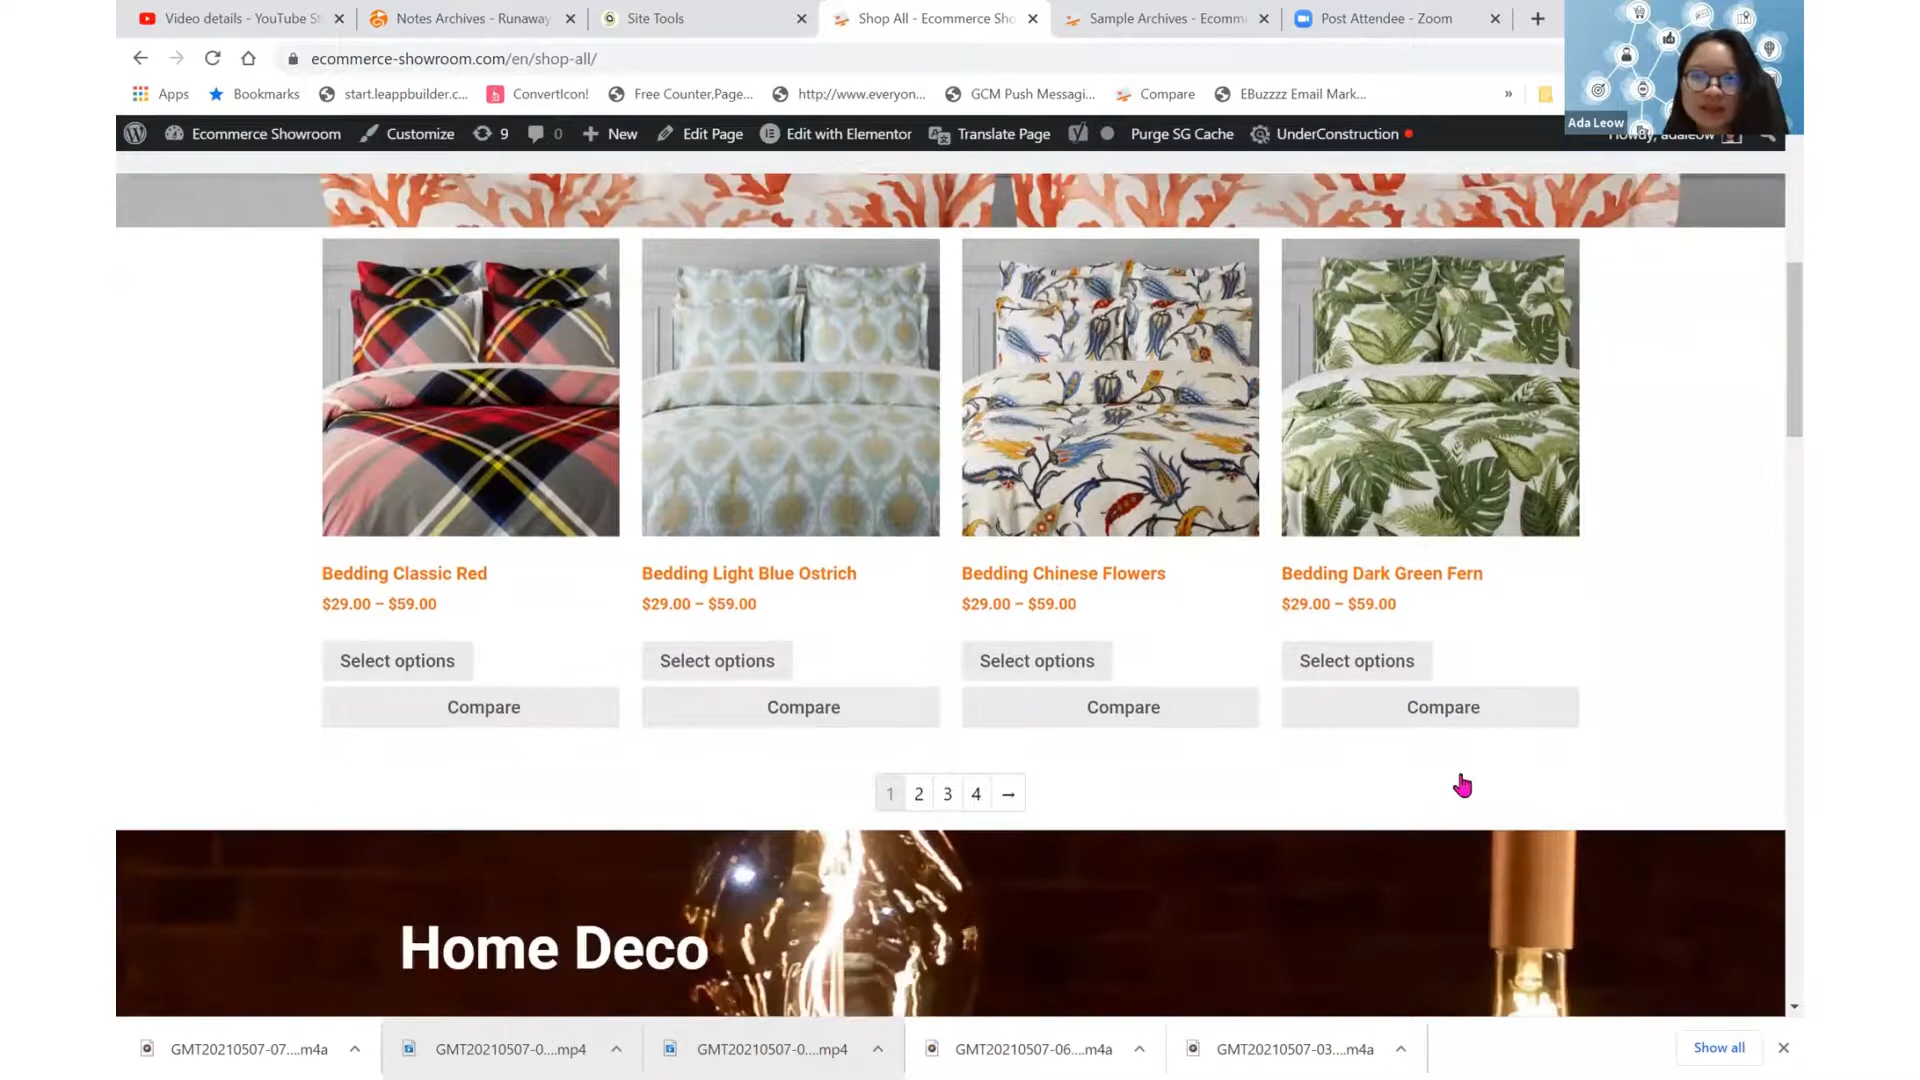 Video details - YouTube St
Notes Archives - Runaway
Site Tools
Shop All - Ecommerce Sho
Sample Archives - Ecomme
Post Attendee - Zoom
ecommerce-showroom.com/en/shop-all/
Apps
Bookmarks
start.leappbuilder.c...
ConvertIcon!
Free Counter,Page...
http://www.everyon...
GCM Push Messagi...
Compare
EBuzzzz Email Mark...
Ada Leow
Ecommerce Showroom
Customize
9
0
New
Edit Page
Edit with Elementor
Translate Page
Purge SG Cache
UnderConstruction
Howdy, adaleow
Bedding Classic Red
$29.00 – $59.00
Select options
Compare
Bedding Light Blue Ostrich
$29.00 – $59.00
Select options
Compare
Bedding Chinese Flowers
$29.00 – $59.00
Select options
Compare
Bedding Dark Green Fern
$29.00 – $59.00
Select options
Compare
1 2 3 4 →
Home Deco
GMT20210507-07....m4a
GMT20210507-0....mp4
GMT20210507-0....mp4
GMT20210507-06....m4a
GMT20210507-03....m4a
Show all